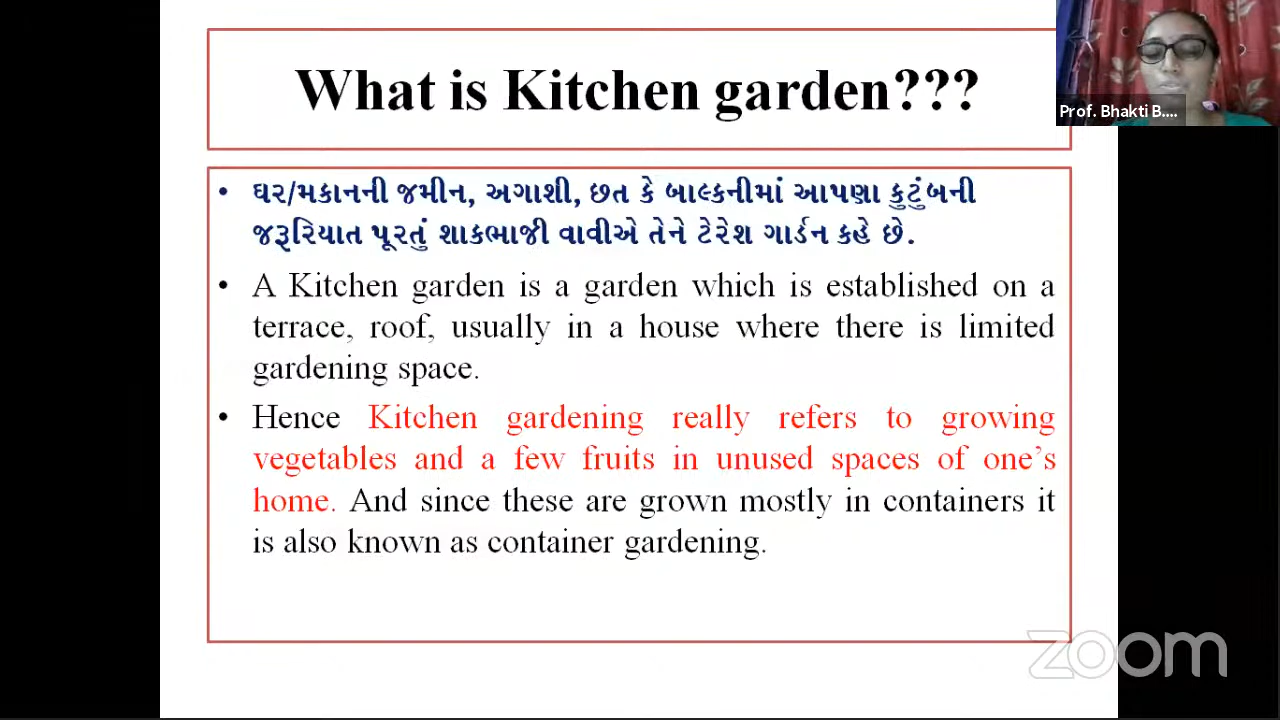 What is Kitchen garden???
Prof. Bhakti B....
• ઘર/મકાનની જમીન, અગાશી, છત કે બાલ્કનીમાં આપણા કુટુંબની
જરૂરિયાત પૂરતું શાકભાજી વાવીએ તેને ટેરેશ ગાર્ડન કહે છે.
• A Kitchen garden is a garden which is established on a
terrace, roof, usually in a house where there is limited
gardening space.
• Hence Kitchen gardening really refers to growing
vegetables and a few fruits in unused spaces of one’s
home. And since these are grown mostly in containers it
is also known as container gardening.
zoom